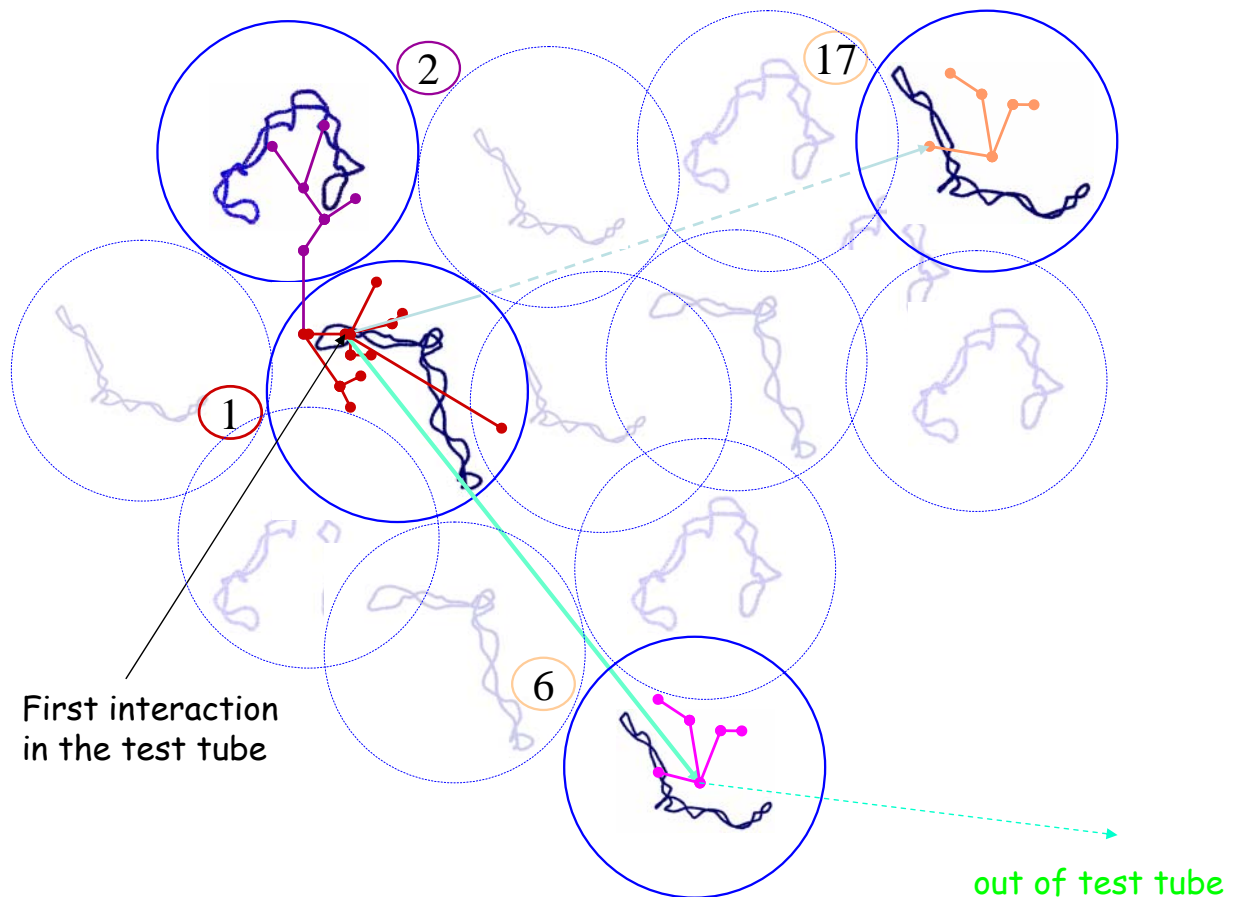 2
17
1
6
First interaction
in the test tube
out of test tube